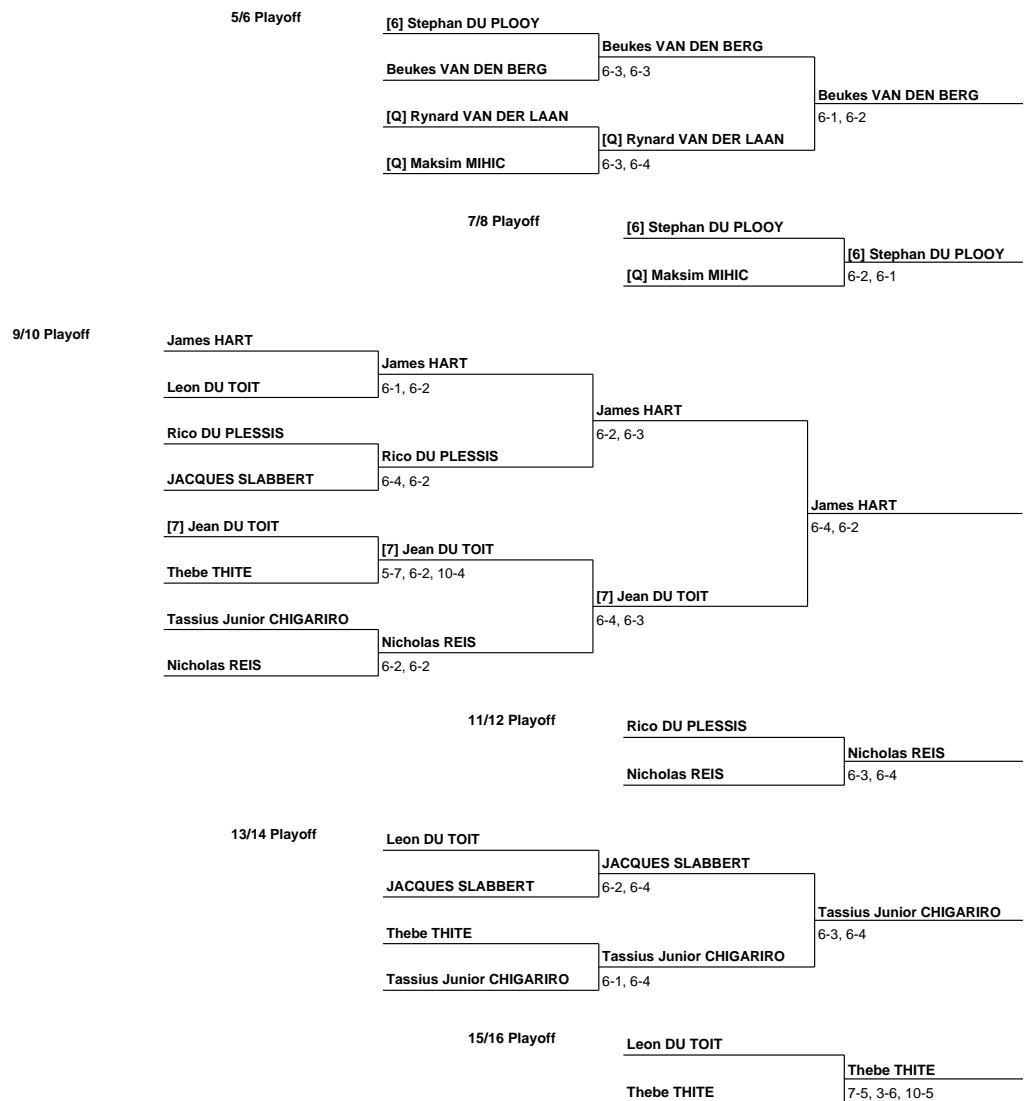 5/6 Playoff
[6] Stephan DU PLOOY
Beukes VAN DEN BERG
Beukes VAN DEN BERG
6-3, 6-3
Beukes VAN DEN BERG
6-1, 6-2
[Q] Rynard VAN DER LAAN
[Q] Rynard VAN DER LAAN
[Q] Maksim MIHIC
6-3, 6-4
7/8 Playoff
[6] Stephan DU PLOOY
[6] Stephan DU PLOOY
[Q] Maksim MIHIC
6-2, 6-1
9/10 Playoff
James HART
James HART
Leon DU TOIT
6-1, 6-2
James HART
6-2, 6-3
Rico DU PLESSIS
Rico DU PLESSIS
JACQUES SLABBERT
6-4, 6-2
James HART
6-4, 6-2
[7] Jean DU TOIT
[7] Jean DU TOIT
Thebe THITE
5-7, 6-2, 10-4
[7] Jean DU TOIT
6-4, 6-3
Tassius Junior CHIGARIRO
Nicholas REIS
Nicholas REIS
6-2, 6-2
11/12 Playoff
Rico DU PLESSIS
Nicholas REIS
Nicholas REIS
6-3, 6-4
13/14 Playoff
Leon DU TOIT
JACQUES SLABBERT
JACQUES SLABBERT
6-2, 6-4
Tassius Junior CHIGARIRO
6-3, 6-4
Thebe THITE
Tassius Junior CHIGARIRO
Tassius Junior CHIGARIRO
6-1, 6-4
15/16 Playoff
Leon DU TOIT
Thebe THITE
Thebe THITE
7-5, 3-6, 10-5